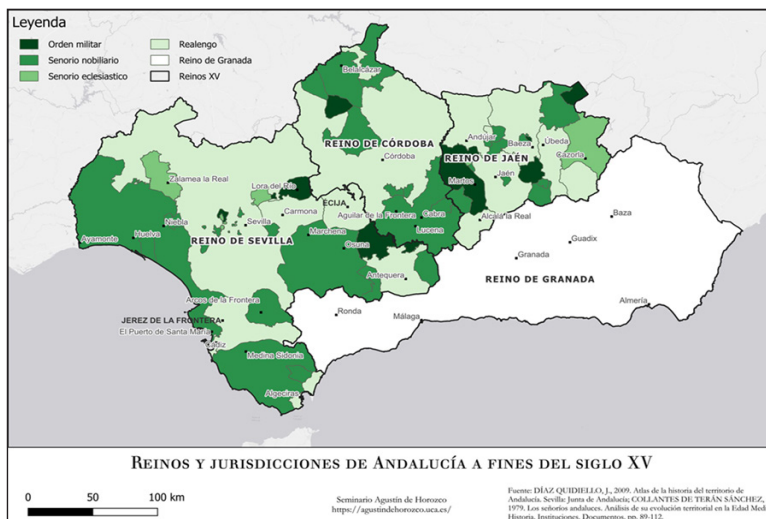 Leyenda
Orden militar
Senorio nobiliario
Senorio eclesiastico
Realengo
Reino de Granada
Reinos XV
Belalcázar
REINO DE CÓRDOBA
Córdoba
Andújar
Baeza
Úbeda
Cazorla
REINO DE JAÉN
Martos
Jaén
Zalamea la Real
Lora del Río
ÉCIJA
Carmona
Aguilar de la Frontera
Cabra
Alcalá la Real
Baza
Niebla
Sevilla
Marchena
Lucena
Huelva
REINO DE SEVILLA
Osuna
Guadix
Ayamonte
Granada
Antequera
REINO DE GRANADA
Arcos de la Frontera
Almería
JEREZ DE LA FRONTERA
Ronda
Málaga
El Puerto de Santa María
Cádiz
Medina Sidonia
Algeciras
REINOS Y JURISDICCIONES DE ANDALUCÍA A FINES DEL SIGLO XV
0 50 100 km
Seminario Agustín de Horozco
https://agustindehorozco.uca.es/
Fuente: DÍAZ QUIDIELLO, J., 2009. Atlas de la historia del territorio de
Andalucía. Sevilla: Junta de Andalucía; COLLANTES DE TERÁN SÁNCHEZ,
1979. Los señoríos andaluces. Análisis de su evolución territorial en la Edad Med
Historia. Instituciones. Documentos, pp. 89-112.